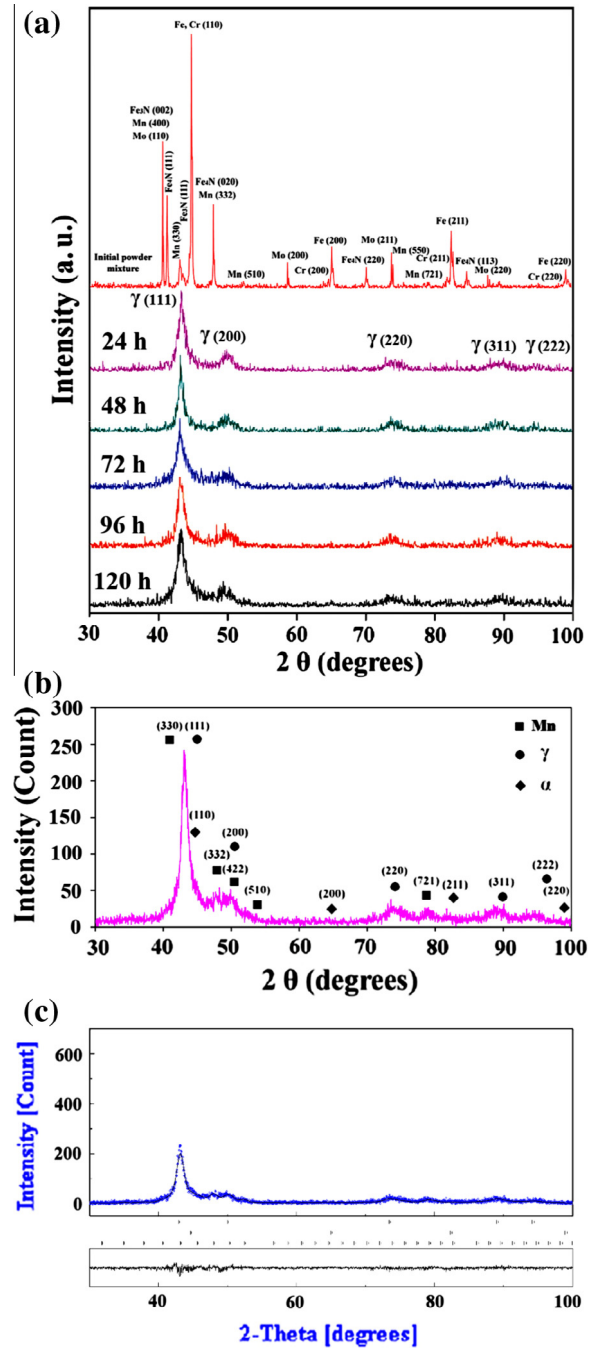 (a)
Intensity (a. u.)
Fe, Cr (110)
Fe₃N (002)
Mn (400)
Mo (110)
Fe₄N (111)
Mn (330)
Fe₃N (111)
Fe₄N (020)
Mn (332)
Initial powder
mixture
Mn (510)
Mo (200)
Cr (200)
Fe (200)
Fe₄N (220)
Mo (211)
Mn (550)
Mn (721)
Cr (211)
Fe (211)
Fe₄N (113)
Mo (220)
Fe (220)
Cr (220)
γ (111)
γ (200)
γ (220)
γ (311)
γ (222)
24 h
48 h
72 h
96 h
120 h
30 40 50 60 70 80 90 100
2 θ (degrees)
(b)
Intensity (Count)
300
250
200
150
100
50
0
(330) (111)
(110)
(200)
(332)
(422)
(510)
(200)
(220)
(721)
(211)
(311)
(222)
(220)
Mn
γ
α
30 40 50 60 70 80 90 100
2 θ (degrees)
(c)
Intensity [Count]
600
400
200
0
40 60 80 100
2-Theta [degrees]